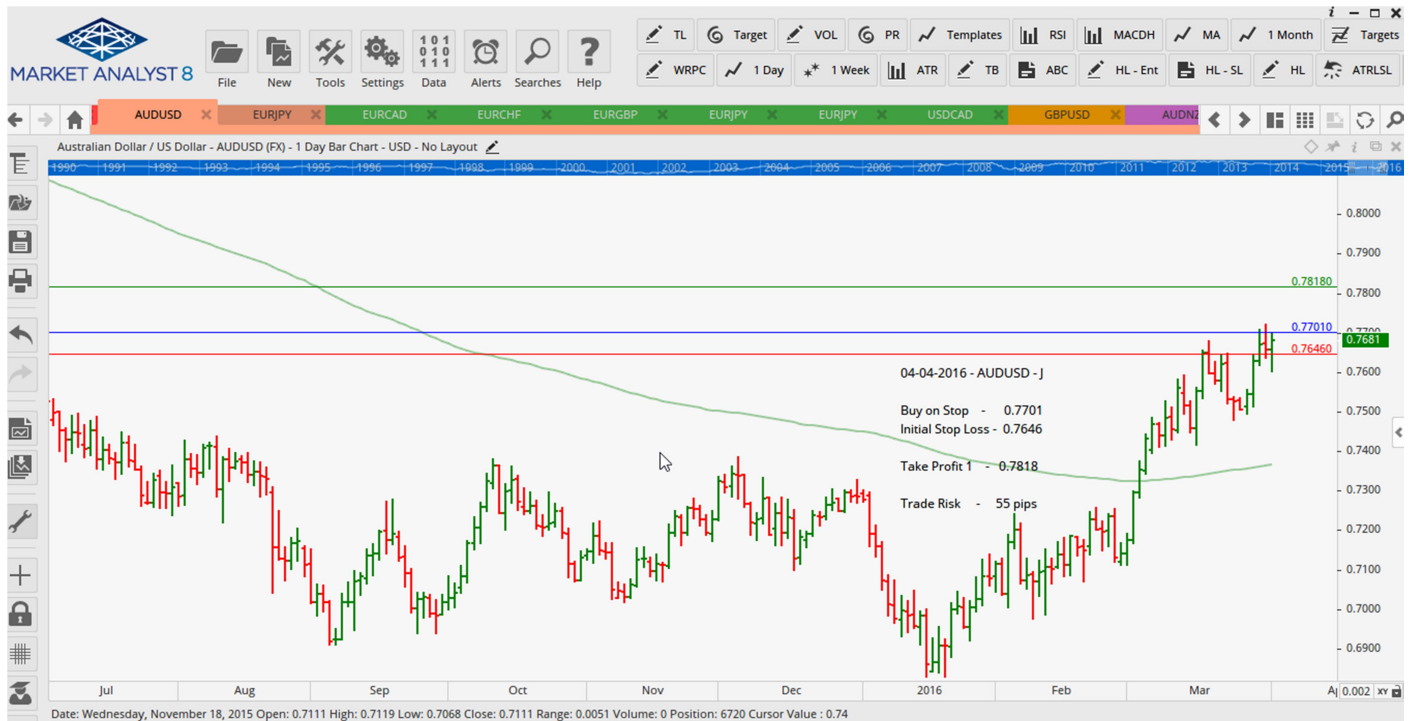 MARKET ANALYST 8
File New Tools Settings Data Alerts Searches Help
101
010
111
TL Target VOL PR Templates RSI MACDH MA 1 Month Targets
WRPC 1 Day 1 Week ATR TB ABC HL - Ent HL - SL HL ATRLSL
AUDUSD EURJPY EURCAD EURCHF EURGBP EURJPY EURJPY USDCAD GBPUSD AUDNZ
Australian Dollar / US Dollar - AUDUSD (FX) - 1 Day Bar Chart - USD - No Layout
1990 1991 1992 1993 1994 1995 1996 1997 1998 1999 2000 2001 2002 2003 2004 2005 2006 2007 2008 2009 2010 2011 2012 2013 2014 2015 2016
0.8000
0.7900
0.78180
0.7800
0.77010
0.7700
0.7681
0.76460
0.7600
0.7500
0.7400
0.7300
0.7200
0.7100
0.7000
0.6900
04-04-2016 - AUDUSD - J
Buy on Stop - 0.7701
Initial Stop Loss - 0.7646
Take Profit 1 - 0.7818
Trade Risk - 55 pips
Jul Aug Sep Oct Nov Dec 2016 Feb Mar 0.002 XY
Date: Wednesday, November 18, 2015 Open: 0.7111 High: 0.7119 Low: 0.7068 Close: 0.7111 Range: 0.0051 Volume: 0 Position: 6720 Cursor Value : 0.74